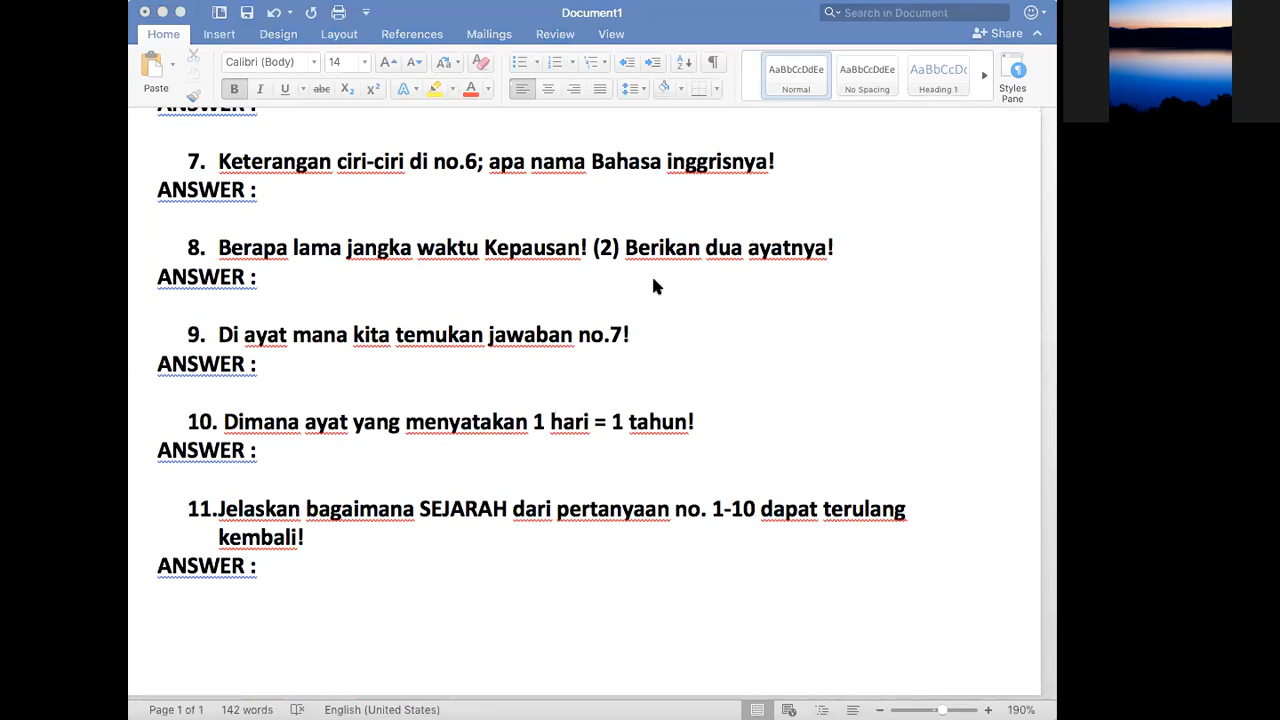 Document1
Search in Document
Home Insert Design Layout References Mailings Review View
Share
Paste
Calibri (Body) 14
AaBbCcDdEe AaBbCcDdEe AaBbCcDc
Normal No Spacing Heading 1
Styles Pane
ANSWER :
7. Keterangan ciri-ciri di no.6; apa nama Bahasa inggrisnya!
ANSWER :
8. Berapa lama jangka waktu Kepausan! (2) Berikan dua ayatnya!
ANSWER :
9. Di ayat mana kita temukan jawaban no.7!
ANSWER :
10. Dimana ayat yang menyatakan 1 hari = 1 tahun!
ANSWER :
11.Jelaskan bagaimana SEJARAH dari pertanyaan no. 1-10 dapat terulang
kembali!
ANSWER :
Page 1 of 1 142 words English (United States) 190%